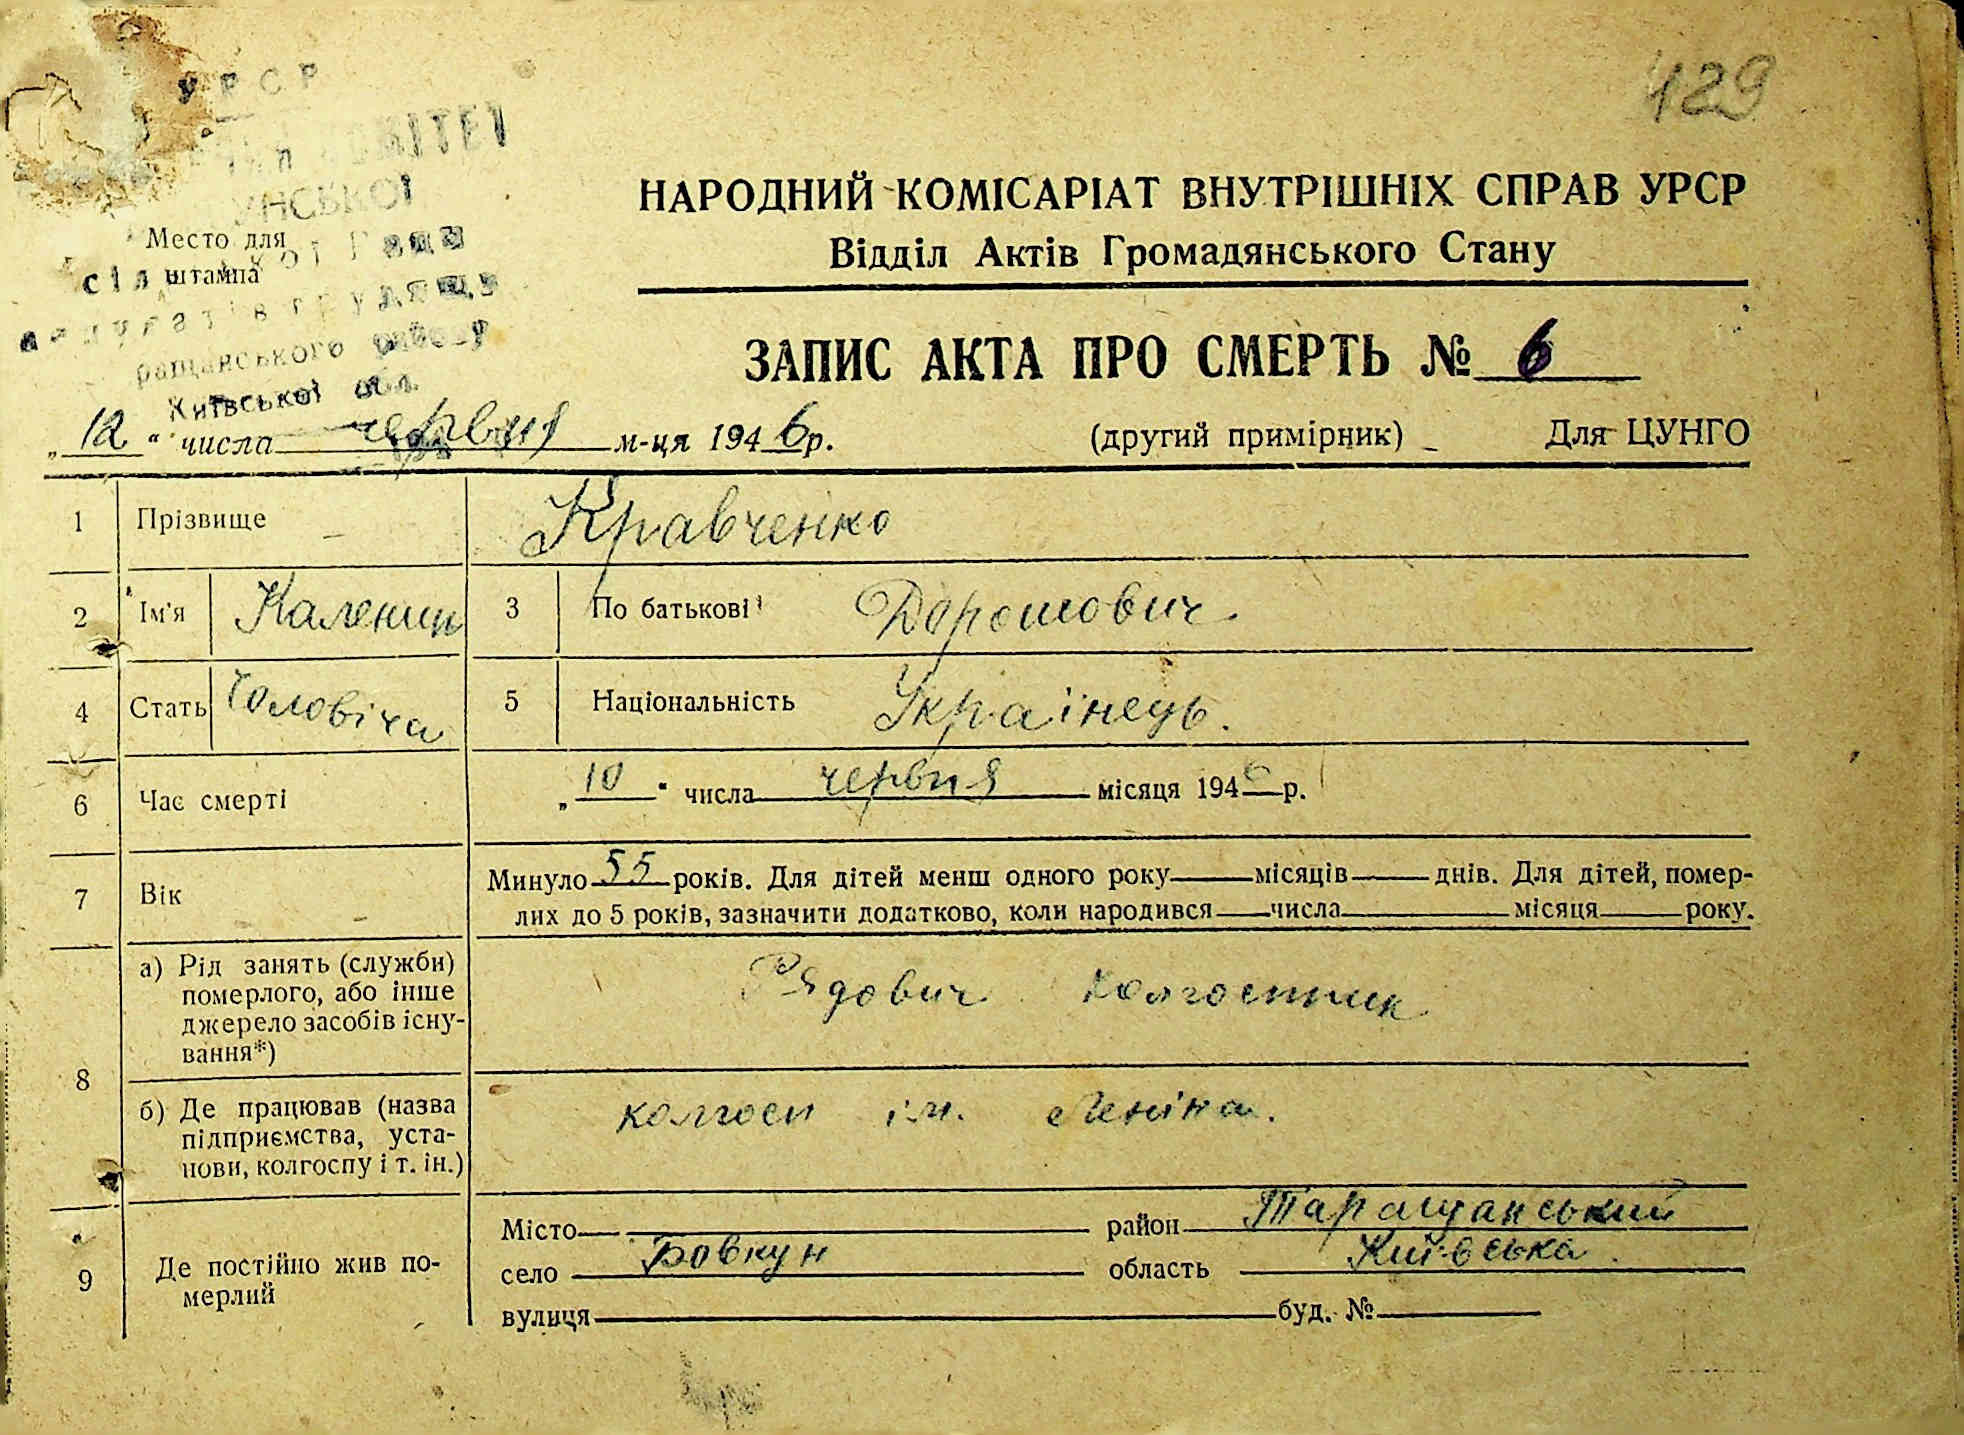 429
УРСР
НАРОДНИЙ КОМІСАРІАТ ВНУТРІШНІХ СПРАВ УРСР
Відділ Актів Громадянського Стану
Место для
штампа
ращанського району
Київської обл.
ЗАПИС АКТА ПРО СМЕРТЬ № 6
„12“ числа червня м-ця 1946р.
(другий примірник) Для ЦУНГО
1 Прізвище Кравченко
2 Ім'я Каленик 3 По батькові Дорошович
4 Стать Чоловіча 5 Національність Українець.
6 Час смерті „10“ числа червня місяця 1946 р.
7 Вік Минуло 55 років. Для дітей менш одного року місяців днів. Для дітей, помер-
лих до 5 років, зазначити додатково, коли народився числа місяця року.
8 а) Рід занять (служби)
померлого, або інше
джерело засобів існу-
вання*)
Рядович колгоспник
б) Де працював (назва
підприємства, уста-
нови, колгоспу і т. ін.)
колгосп ім. Леніна.
9 Де постійно жив по-
мерлий
Місто район Таращанський
село Бовкун область Київська.
вулиця буд. №